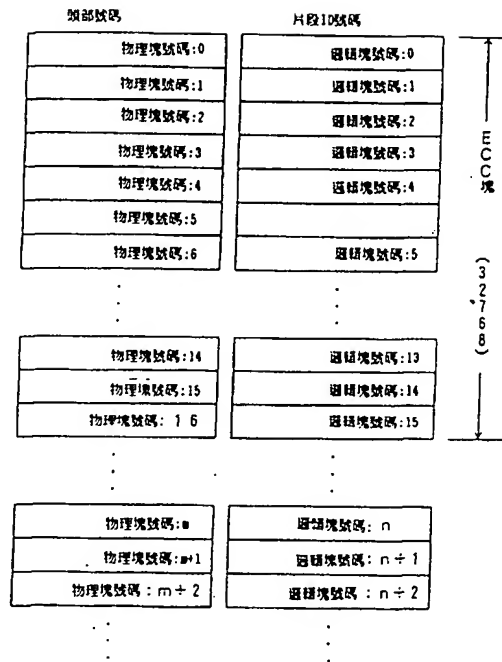 頭部號碼 片段ID號碼
物理塊號碼:0 邏輯塊號碼:0
物理塊號碼:1 邏輯塊號碼:1
物理塊號碼:2 邏輯塊號碼:2
物理塊號碼:3 邏輯塊號碼:3
物理塊號碼:4 邏輯塊號碼:4
物理塊號碼:5
物理塊號碼:6 邏輯塊號碼:5
物理塊號碼:14 邏輯塊號碼:13
物理塊號碼:15 邏輯塊號碼:14
物理塊號碼: 16 邏輯塊號碼:15
物理塊號碼:m 邏輯塊號碼: n
物理塊號碼:m+1 邏輯塊號碼: n+1
物理塊號碼: m+2 邏輯塊號碼: n+2
ECC塊
(32768)